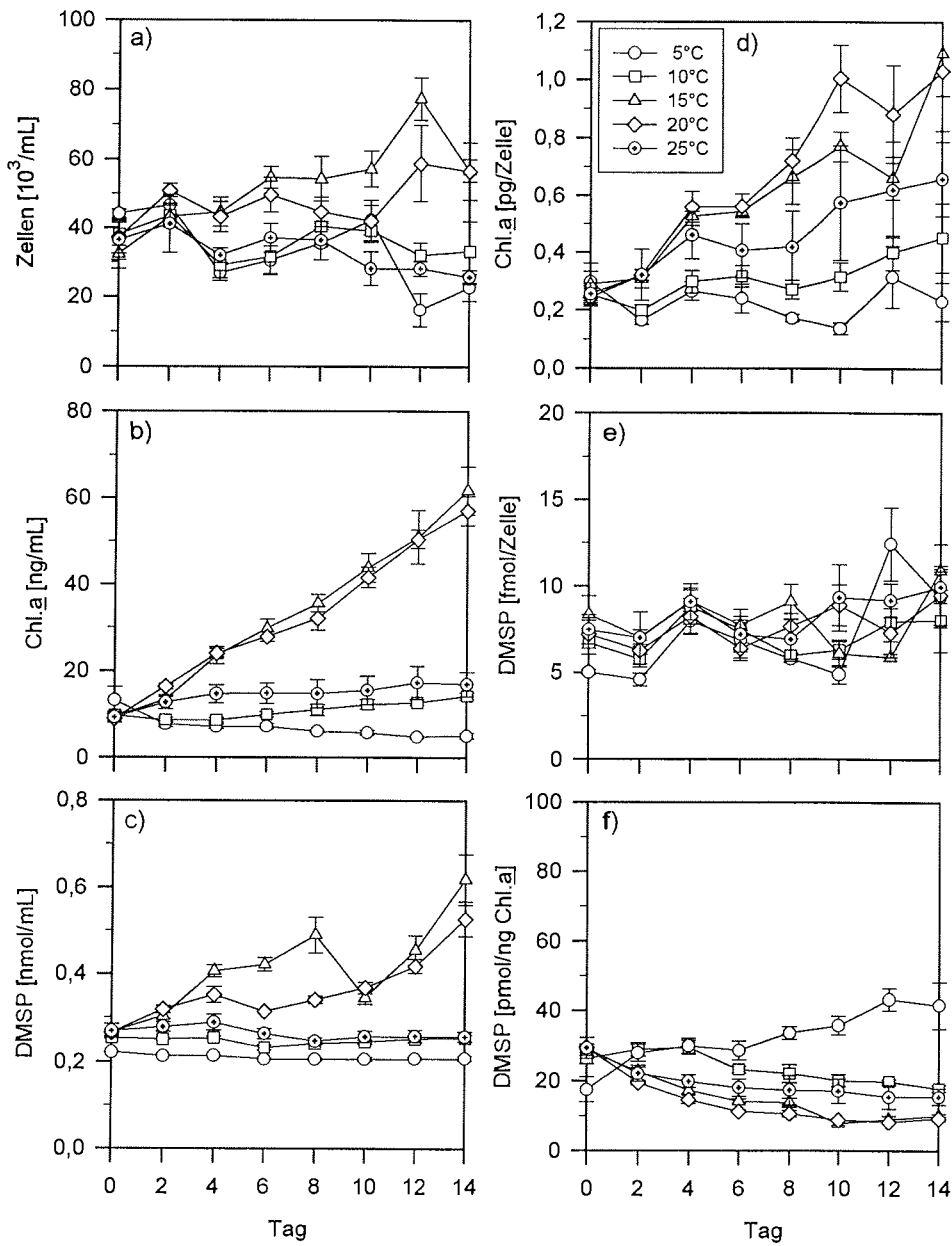 a)
Zellen [10³/mL]
100
80
60
40
20
0
d)
Chl.a [pg/Zelle]
1,2
1,0
0,8
0,6
0,4
0,2
0,0
5°C
10°C
15°C
20°C
25°C
b)
Chl.a [ng/mL]
80
60
40
20
0
e)
DMSP [fmol/Zelle]
20
15
10
5
0
c)
DMSP [nmol/mL]
0,8
0,6
0,4
0,2
0,0
0 2 4 6 8 10 12 14
Tag
f)
DMSP [pmol/ng Chl.a]
100
80
60
40
20
0
0 2 4 6 8 10 12 14
Tag